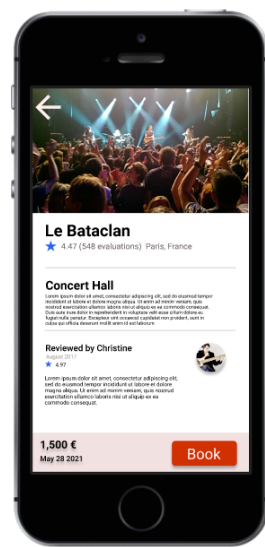 Le Bataclan
4.47 (548 evaluations) Paris, France
Concert Hall
Lorem ipsum dolor sit amet, consectetur adipiscing elit, sed do eiusmod tempor
incididunt ut labore et dolore magna aliqua. Ut enim ad minim veniam, quis
nostrud exercitation ullamco laboris nisi ut aliquip ex ea commodo consequat.
Duis aute irure dolor in reprehenderit in voluptate velit esse cillum dolore eu
fugiat nulla pariatur. Excepteur sint occaecat cupidatat non proident, sunt in
culpa qui officia deserunt mollit anim id est laborum
Reviewed by Christine
August 2017
4.97
Lorem ipsum dolor sit amet, consectetur adipiscing elit,
sed do eiusmod tempor incididunt ut labore et dolore
magna aliqua. Ut enim ad minim veniam, quis nostrud
exercitation ullamco laboris nisi ut aliquip ex ea
commodo consequat.
1,500 €
May 28 2021
Book